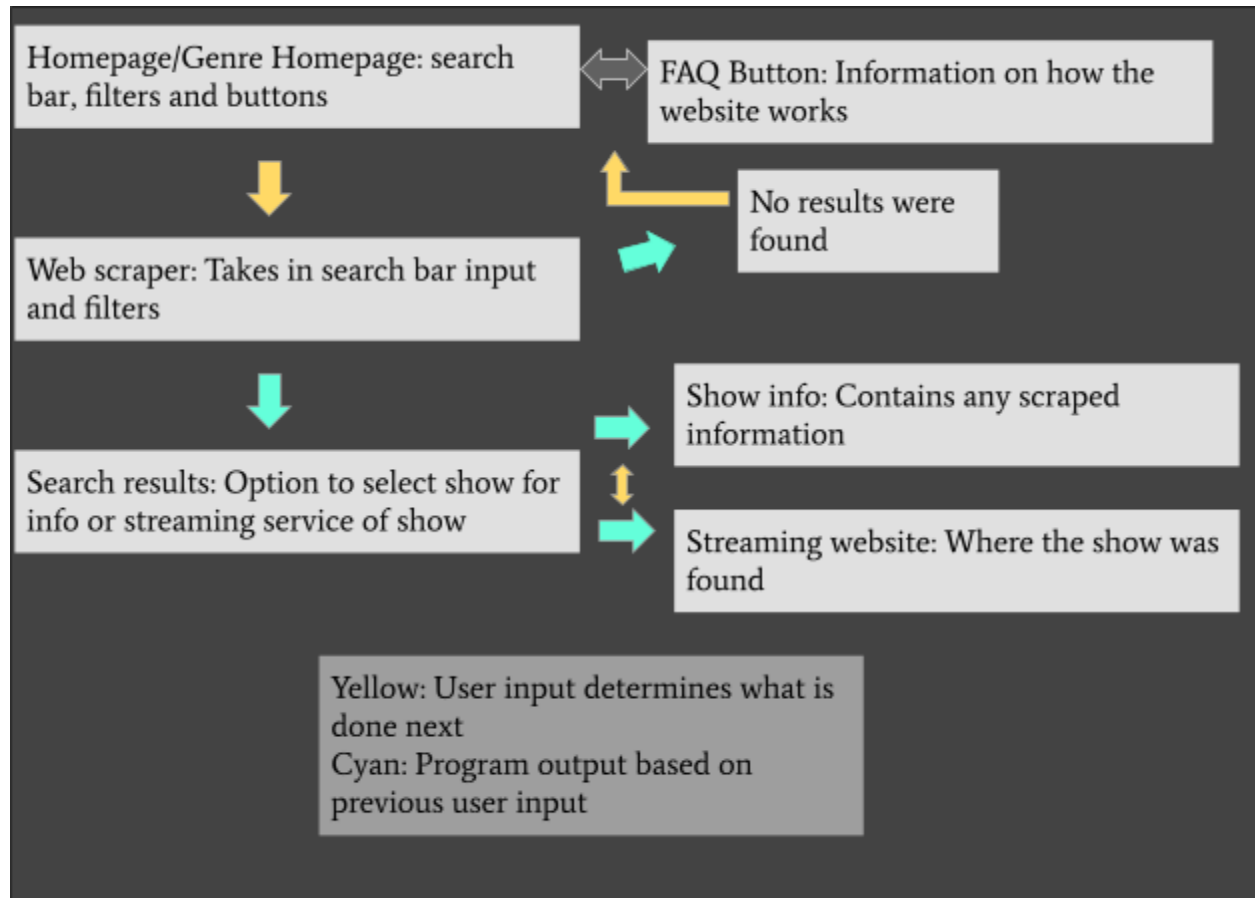 Homepage/Genre Homepage: search
bar, filters and buttons
FAQ Button: Information on how the
website works
No results were
found
Web scraper: Takes in search bar input
and filters
Show info: Contains any scraped
information
Search results: Option to select show for
info or streaming service of show
Streaming website: Where the show was
found
Yellow: User input determines what is
done next
Cyan: Program output based on
previous user input